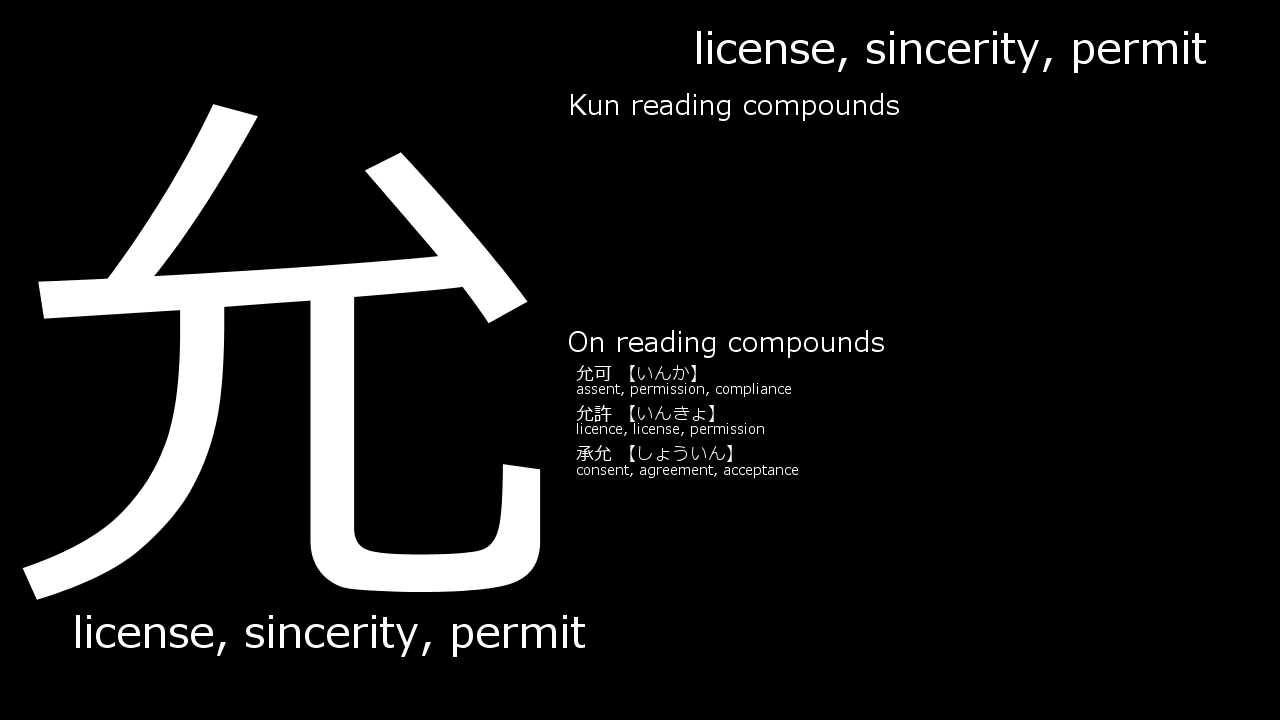 允
license, sincerity, permit
license, sincerity, permit
Kun reading compounds
On reading compounds
允可 【いんか】
assent, permission, compliance
允許 【いんきょ】
licence, license, permission
承允 【しょういん】
consent, agreement, acceptance